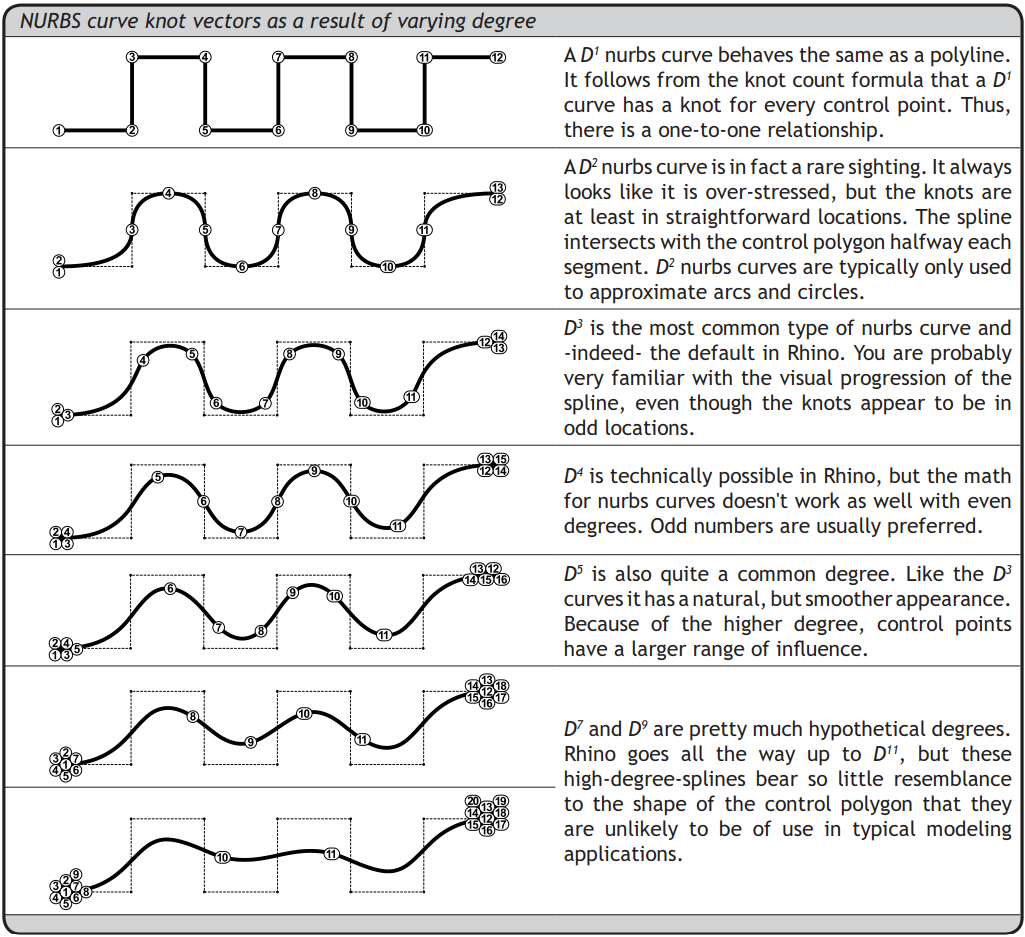 NURBS curve knot vectors as a result of varying degree
3 4 7 8 11 12
1 2 5 6 9 10
A D1 nurbs curve behaves the same as a polyline.
It follows from the knot count formula that a D1
curve has a knot for every control point. Thus,
there is a one-to-one relationship.
4 8 13
12
3 5 7 9 11
2
1 6 10
A D2 nurbs curve is in fact a rare sighting. It always
looks like it is over-stressed, but the knots are
at least in straightforward locations. The spline
intersects with the control polygon halfway each
segment. D2 nurbs curves are typically only used
to approximate arcs and circles.
14
12 13
4 5 8 9
2 3 6 7 10 11
1
D3 is the most common type of nurbs curve and
-indeed- the default in Rhino. You are probably
very familiar with the visual progression of the
spline, even though the knots appear to be in
odd locations.
13 15
5 9 12 14
6 8 10
2 4 7 11
1 3
D4 is technically possible in Rhino, but the math
for nurbs curves doesn't work as well with even
degrees. Odd numbers are usually preferred.
13 12
14 15 16
6 9 10
7 8 11
2 4
1 3 5
D5 is also quite a common degree. Like the D3
curves it has a natural, but smoother appearance.
Because of the higher degree, control points
have a larger range of influence.
13
14 12 18
15 16 17
8 10
9 11
2
3 1 7
4 5 6
20 19
14 13 18
12
15 16 17
10 11
9
2
3 1 7 8
4 5 6
D7 and D9 are pretty much hypothetical degrees.
Rhino goes all the way up to D11, but these
high-degree-splines bear so little resemblance
to the shape of the control polygon that they
are unlikely to be of use in typical modeling
applications.